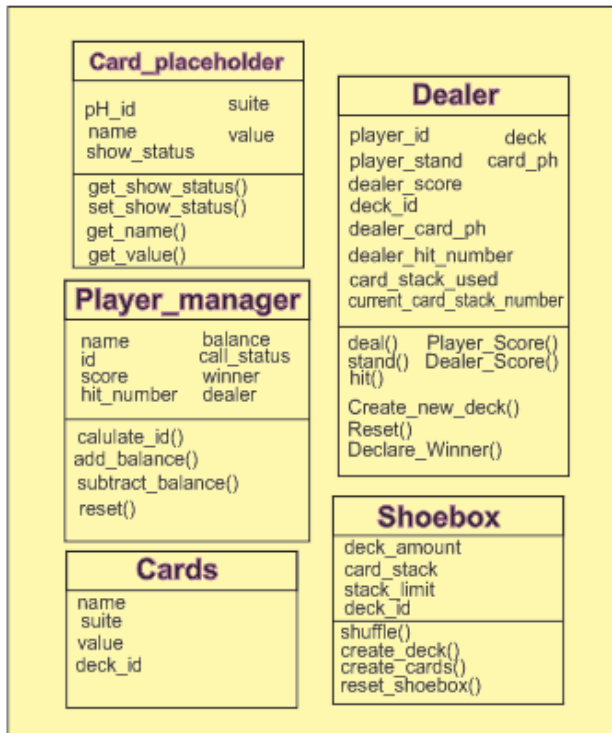 Card_placeholder
pH_id suite
name value
show_status
get_show_status()
set_show_status()
get_name()
get_value()
Player_manager
name balance
id call_status
score winner
hit_number dealer
calulate_id()
add_balance()
subtract_balance()
reset()
Cards
name
suite
value
deck_id
Dealer
player_id deck
player_stand card_ph
dealer_score
deck_id
dealer_card_ph
dealer_hit_number
card_stack_used
current_card_stack_number
deal() Player_Score()
stand() Dealer_Score()
hit()
Create_new_deck()
Reset()
Declare_Winner()
Shoebox
deck_amount
card_stack
stack_limit
deck_id
shuffle()
create_deck()
create_cards()
reset_shoebox()